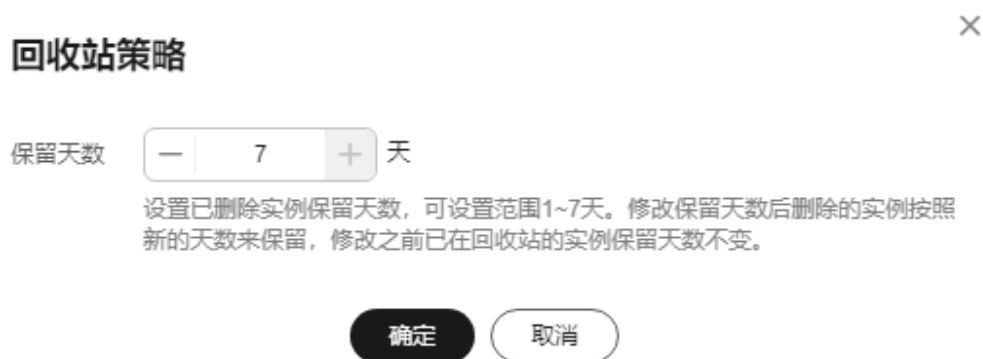 回收站策略
保留天数 7 天
设置已删除实例保留天数，可设置范围1~7天。修改保留天数后删除的实例按照
新的天数来保留，修改之前已在回收站的实例保留天数不变。
确定 取消